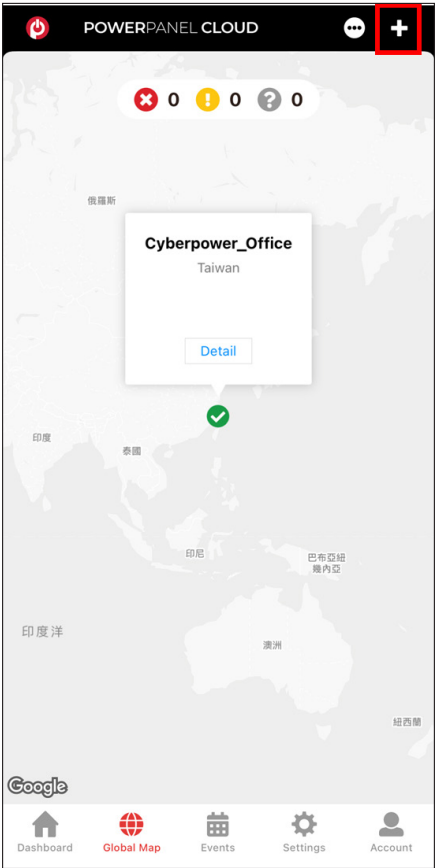 POWERPANEL CLOUD
0 0 0
俄羅斯
Cyberpower_Office
Taiwan
Detail
印度
泰國
印尼
巴布亞紐
幾內亞
印度洋
澳洲
紐西蘭
Google
Dashboard Global Map Events Settings Account